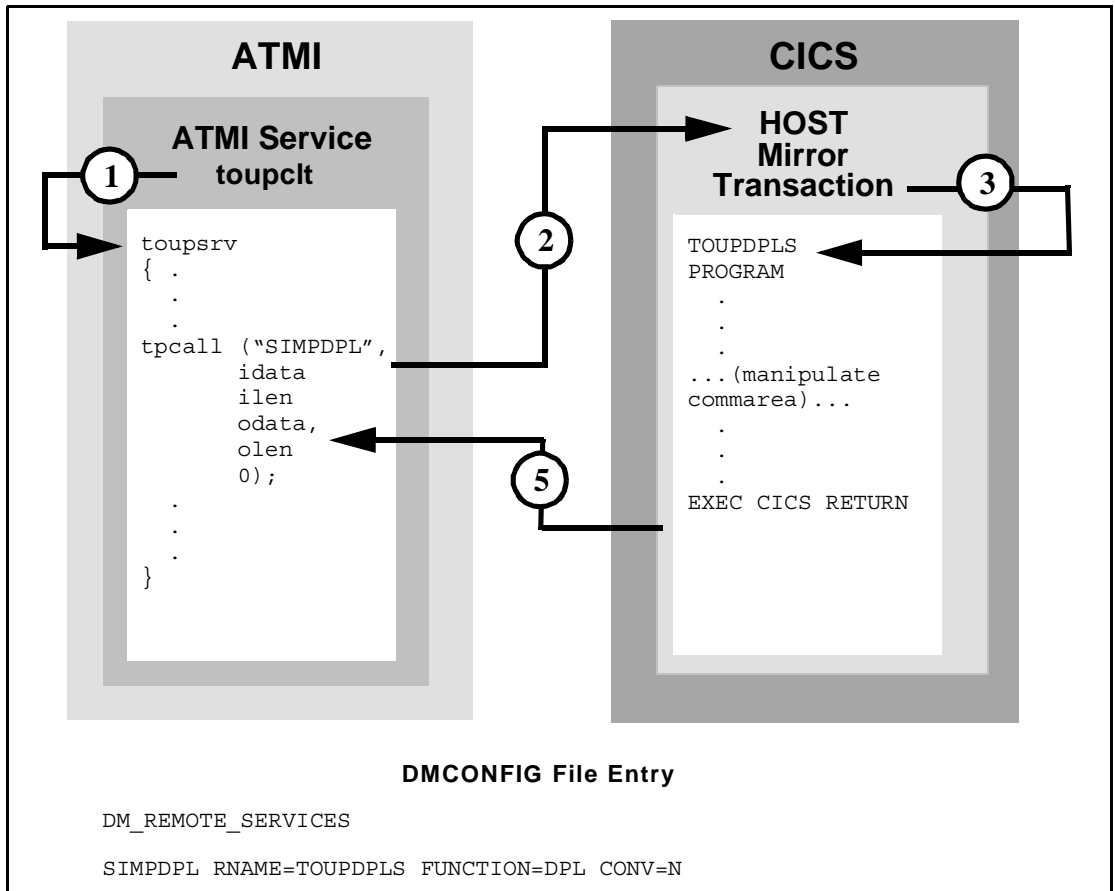 ATMI
ATMI Service
toupclt
1
toupsrv
{ .
.
.
tpcall (“SIMPDPL”,
idata
ilen
odata,
olen
0);
.
.
.
}
2
5
CICS
HOST
Mirror
Transaction
3
TOUPDPLS
PROGRAM
.
.
.
...(manipulate
commarea)...
.
.
.
EXEC CICS RETURN
DMCONFIG File Entry
DM_REMOTE_SERVICES
SIMPDPL RNAME=TOUPDPLS FUNCTION=DPL CONV=N